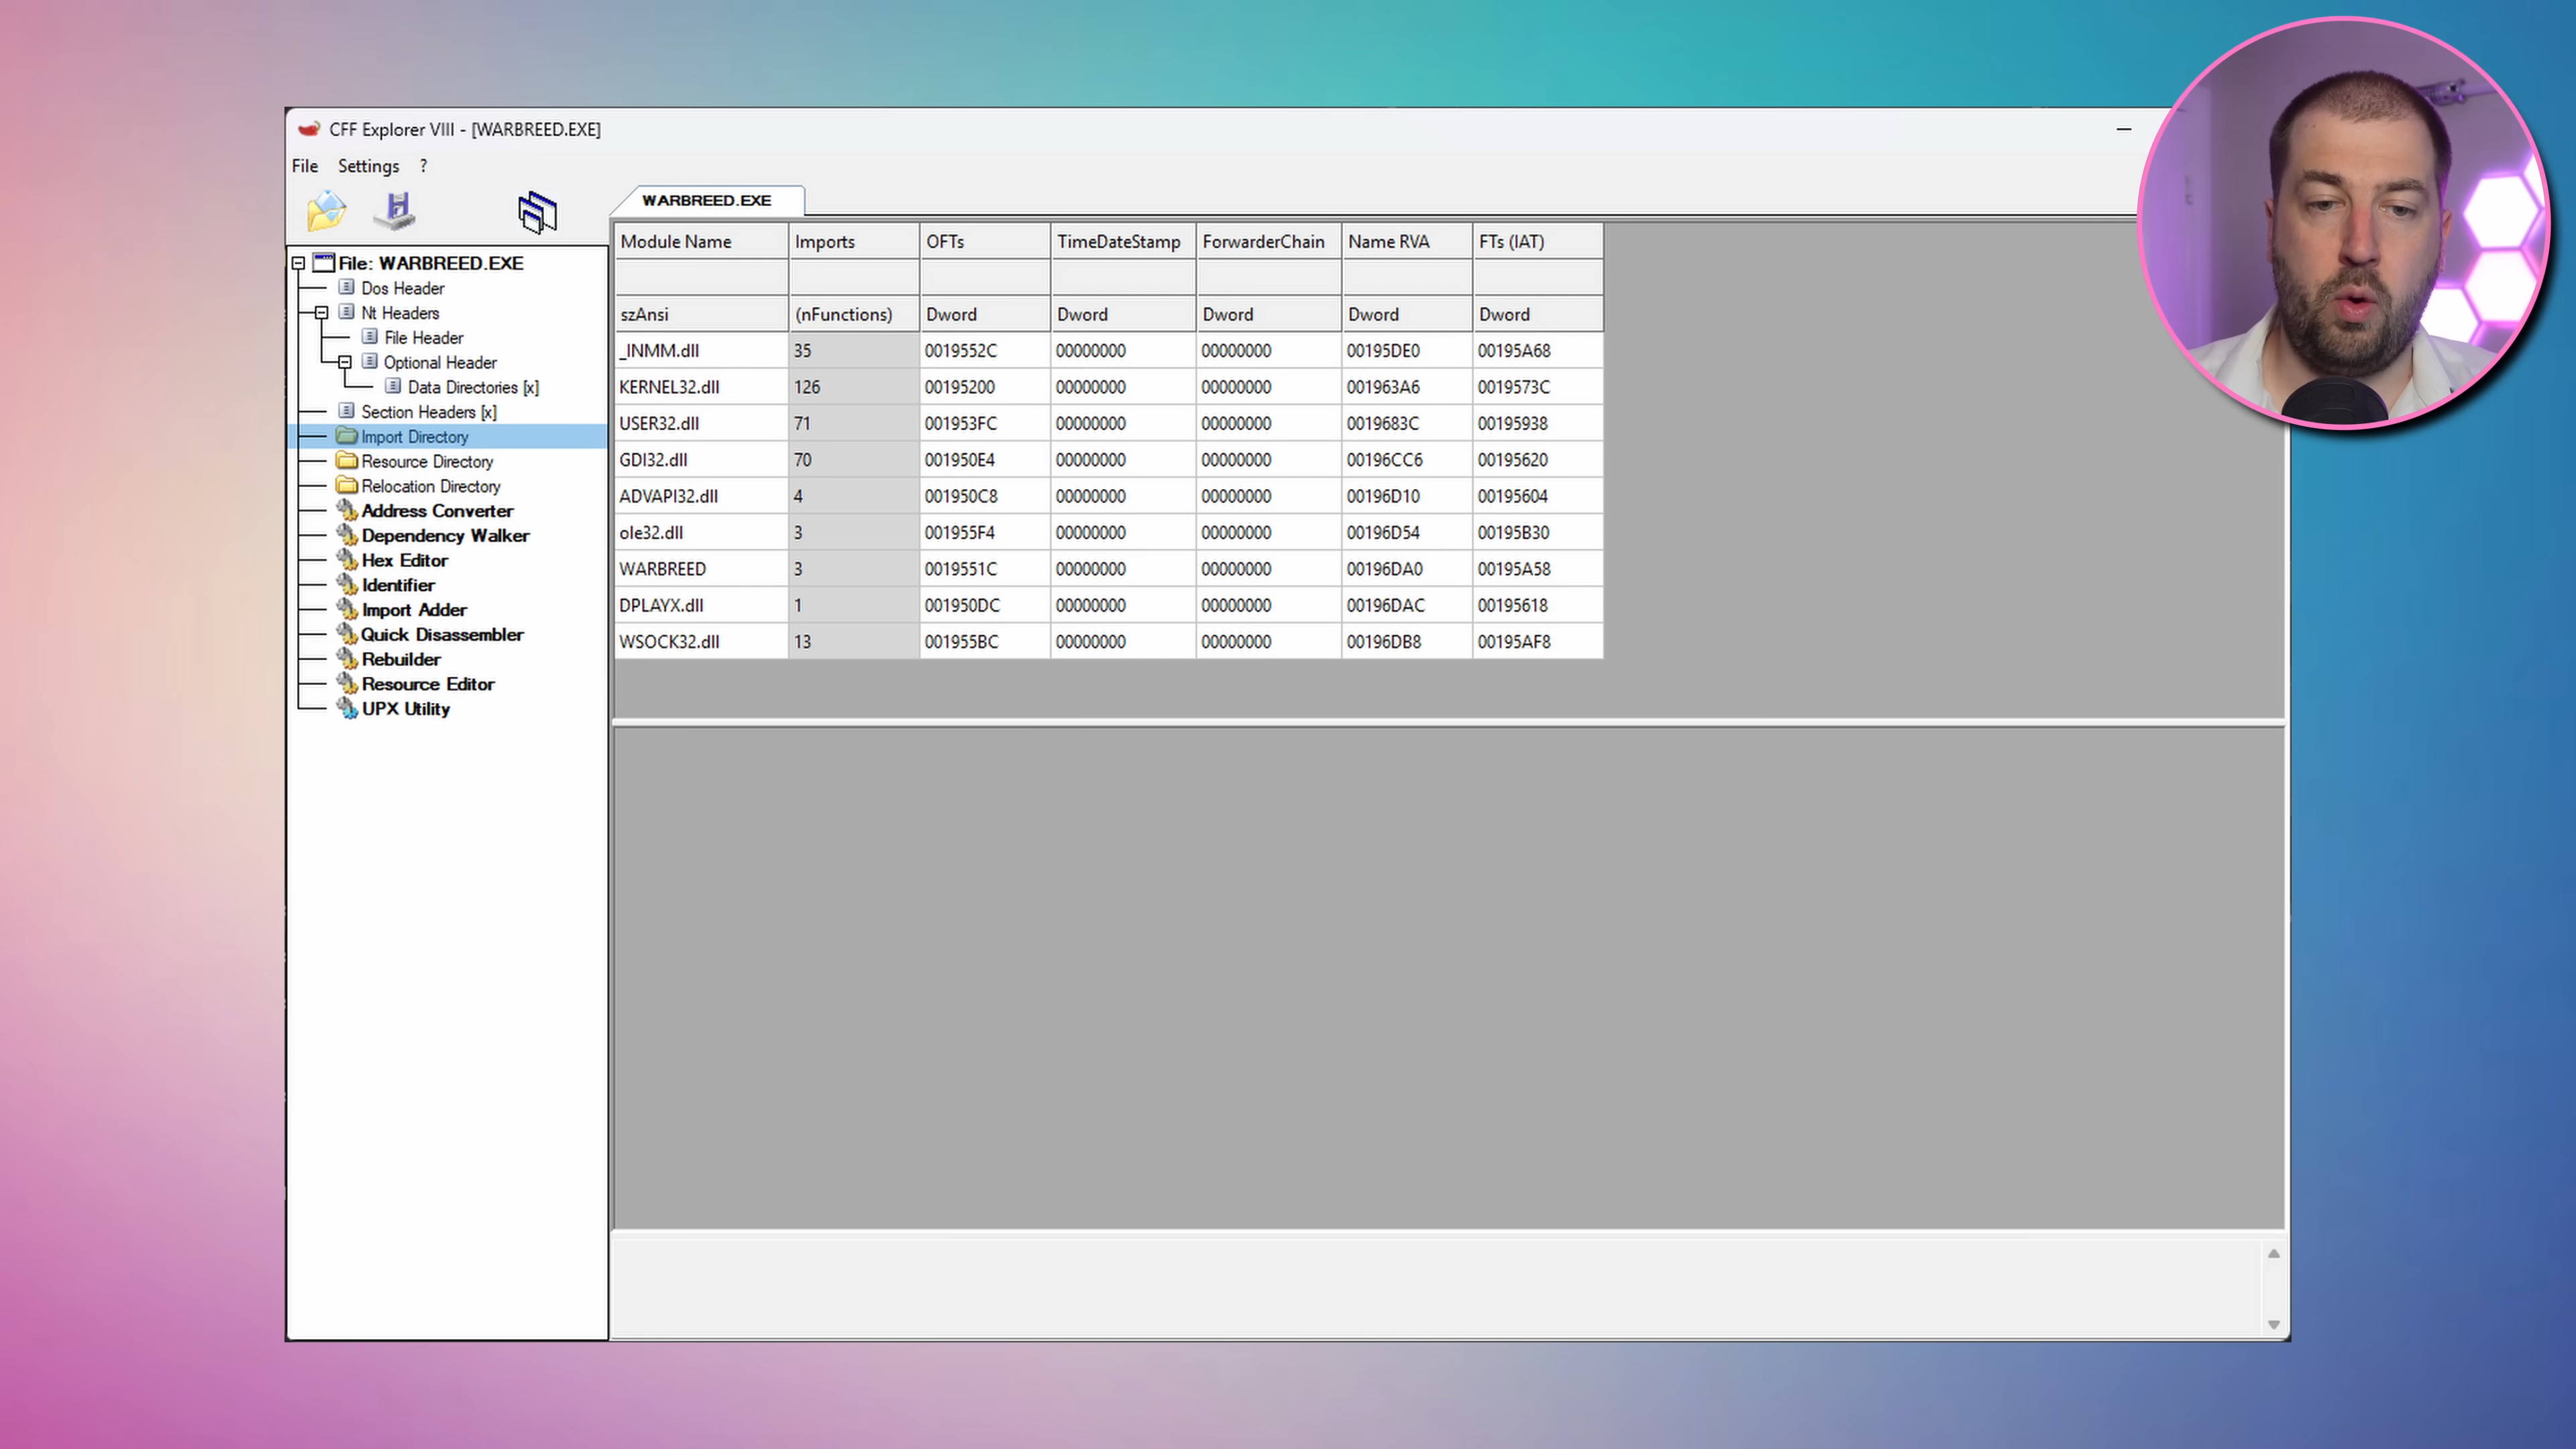 CFF Explorer VIII - [WARBREED.EXE]
File Settings ?
WARBREED.EXE
File: WARBREED.EXE
Dos Header
Nt Headers
File Header
Optional Header
Data Directories [x]
Section Headers [x]
Import Directory
Resource Directory
Relocation Directory
Address Converter
Dependency Walker
Hex Editor
Identifier
Import Adder
Quick Disassembler
Rebuilder
Resource Editor
UPX Utility
Module Name Imports OFTs TimeDateStamp ForwarderChain Name RVA FTs (IAT)
szAnsi (nFunctions) Dword Dword Dword Dword Dword
_INMM.dll 35 0019552C 00000000 00000000 00195DE0 00195A68
KERNEL32.dll 126 00195200 00000000 00000000 001963A6 0019573C
USER32.dll 71 001953FC 00000000 00000000 0019683C 00195938
GDI32.dll 70 001950E4 00000000 00000000 00196CC6 00195620
ADVAPI32.dll 4 001950C8 00000000 00000000 00196D10 00195604
ole32.dll 3 001955F4 00000000 00000000 00196D54 00195B30
WARBREED 3 0019551C 00000000 00000000 00196DA0 00195A58
DPLAYX.dll 1 001950DC 00000000 00000000 00196DAC 00195618
WSOCK32.dll 13 001955BC 00000000 00000000 00196DB8 00195AF8